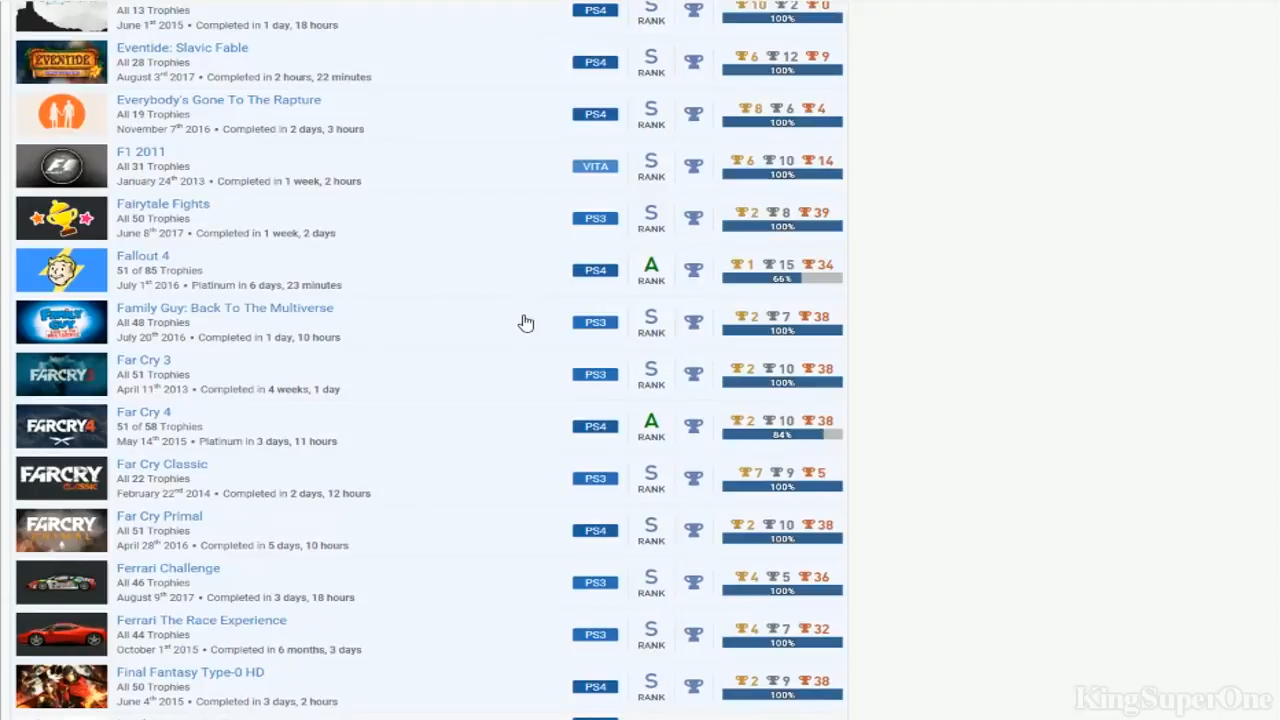 All 13 Trophies
June 1st 2015 • Completed in 1 day, 18 hours
PS4
S
RANK
10 2 0
100%
EVENTIDE
Eventide: Slavic Fable
All 28 Trophies
August 3rd 2017 • Completed in 2 hours, 22 minutes
PS4
S
RANK
6 12 9
100%
Everybody's Gone To The Rapture
All 19 Trophies
November 7th 2016 • Completed in 2 days, 3 hours
PS4
S
RANK
8 6 4
100%
F1
F1 2011
All 31 Trophies
January 24th 2013 • Completed in 1 week, 2 hours
VITA
S
RANK
6 10 14
100%
Fairytale Fights
All 50 Trophies
June 8th 2017 • Completed in 1 week, 2 days
PS3
S
RANK
2 8 39
100%
Fallout 4
51 of 85 Trophies
July 1st 2016 • Platinum in 6 days, 23 minutes
PS4
A
RANK
1 15 34
66%
FAMILY GUY
Family Guy: Back To The Multiverse
All 48 Trophies
July 20th 2016 • Completed in 1 day, 10 hours
PS3
S
RANK
2 7 38
100%
FARCRY3
Far Cry 3
All 51 Trophies
April 11th 2013 • Completed in 4 weeks, 1 day
PS3
S
RANK
2 10 38
100%
FARCRY4
Far Cry 4
51 of 58 Trophies
May 14th 2015 • Platinum in 3 days, 11 hours
PS4
A
RANK
2 10 38
84%
FARCRY
CLASSIC
Far Cry Classic
All 22 Trophies
February 22nd 2014 • Completed in 2 days, 12 hours
PS3
S
RANK
7 9 5
100%
FARCRY
PRIMAL
Far Cry Primal
All 51 Trophies
April 28th 2016 • Completed in 5 days, 10 hours
PS4
S
RANK
2 10 38
100%
Ferrari Challenge
All 46 Trophies
August 9th 2017 • Completed in 3 days, 18 hours
PS3
S
RANK
4 5 36
100%
Ferrari The Race Experience
All 44 Trophies
October 1st 2015 • Completed in 6 months, 3 days
PS3
S
RANK
4 7 32
100%
Final Fantasy Type-0 HD
All 50 Trophies
June 4th 2015 • Completed in 3 days, 2 hours
PS4
S
RANK
2 9 38
100%
KingSuperOne